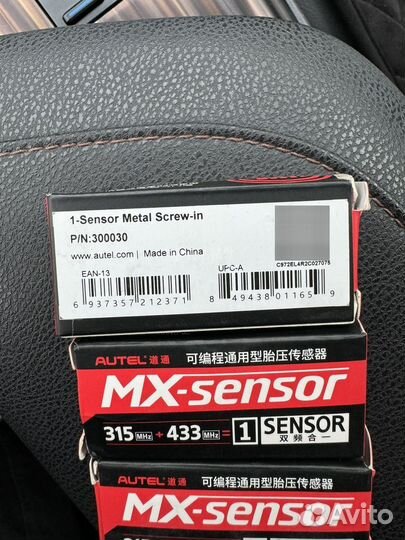 1-Sensor Metal Screw-in
P/N:300030
www.autel.com | Made in China
C972EL4R2C027075
EAN-13
UPC-A
6 937357 212371
8 49438 01165 9
AUTEL 道通 可编程通用型胎压传感器
MX-sensor
315 MHz + 433 MHz = 1 SENSOR
双频合一
AUTEL 道通 可编程通用型胎压传感器
MX-sensor
Avito